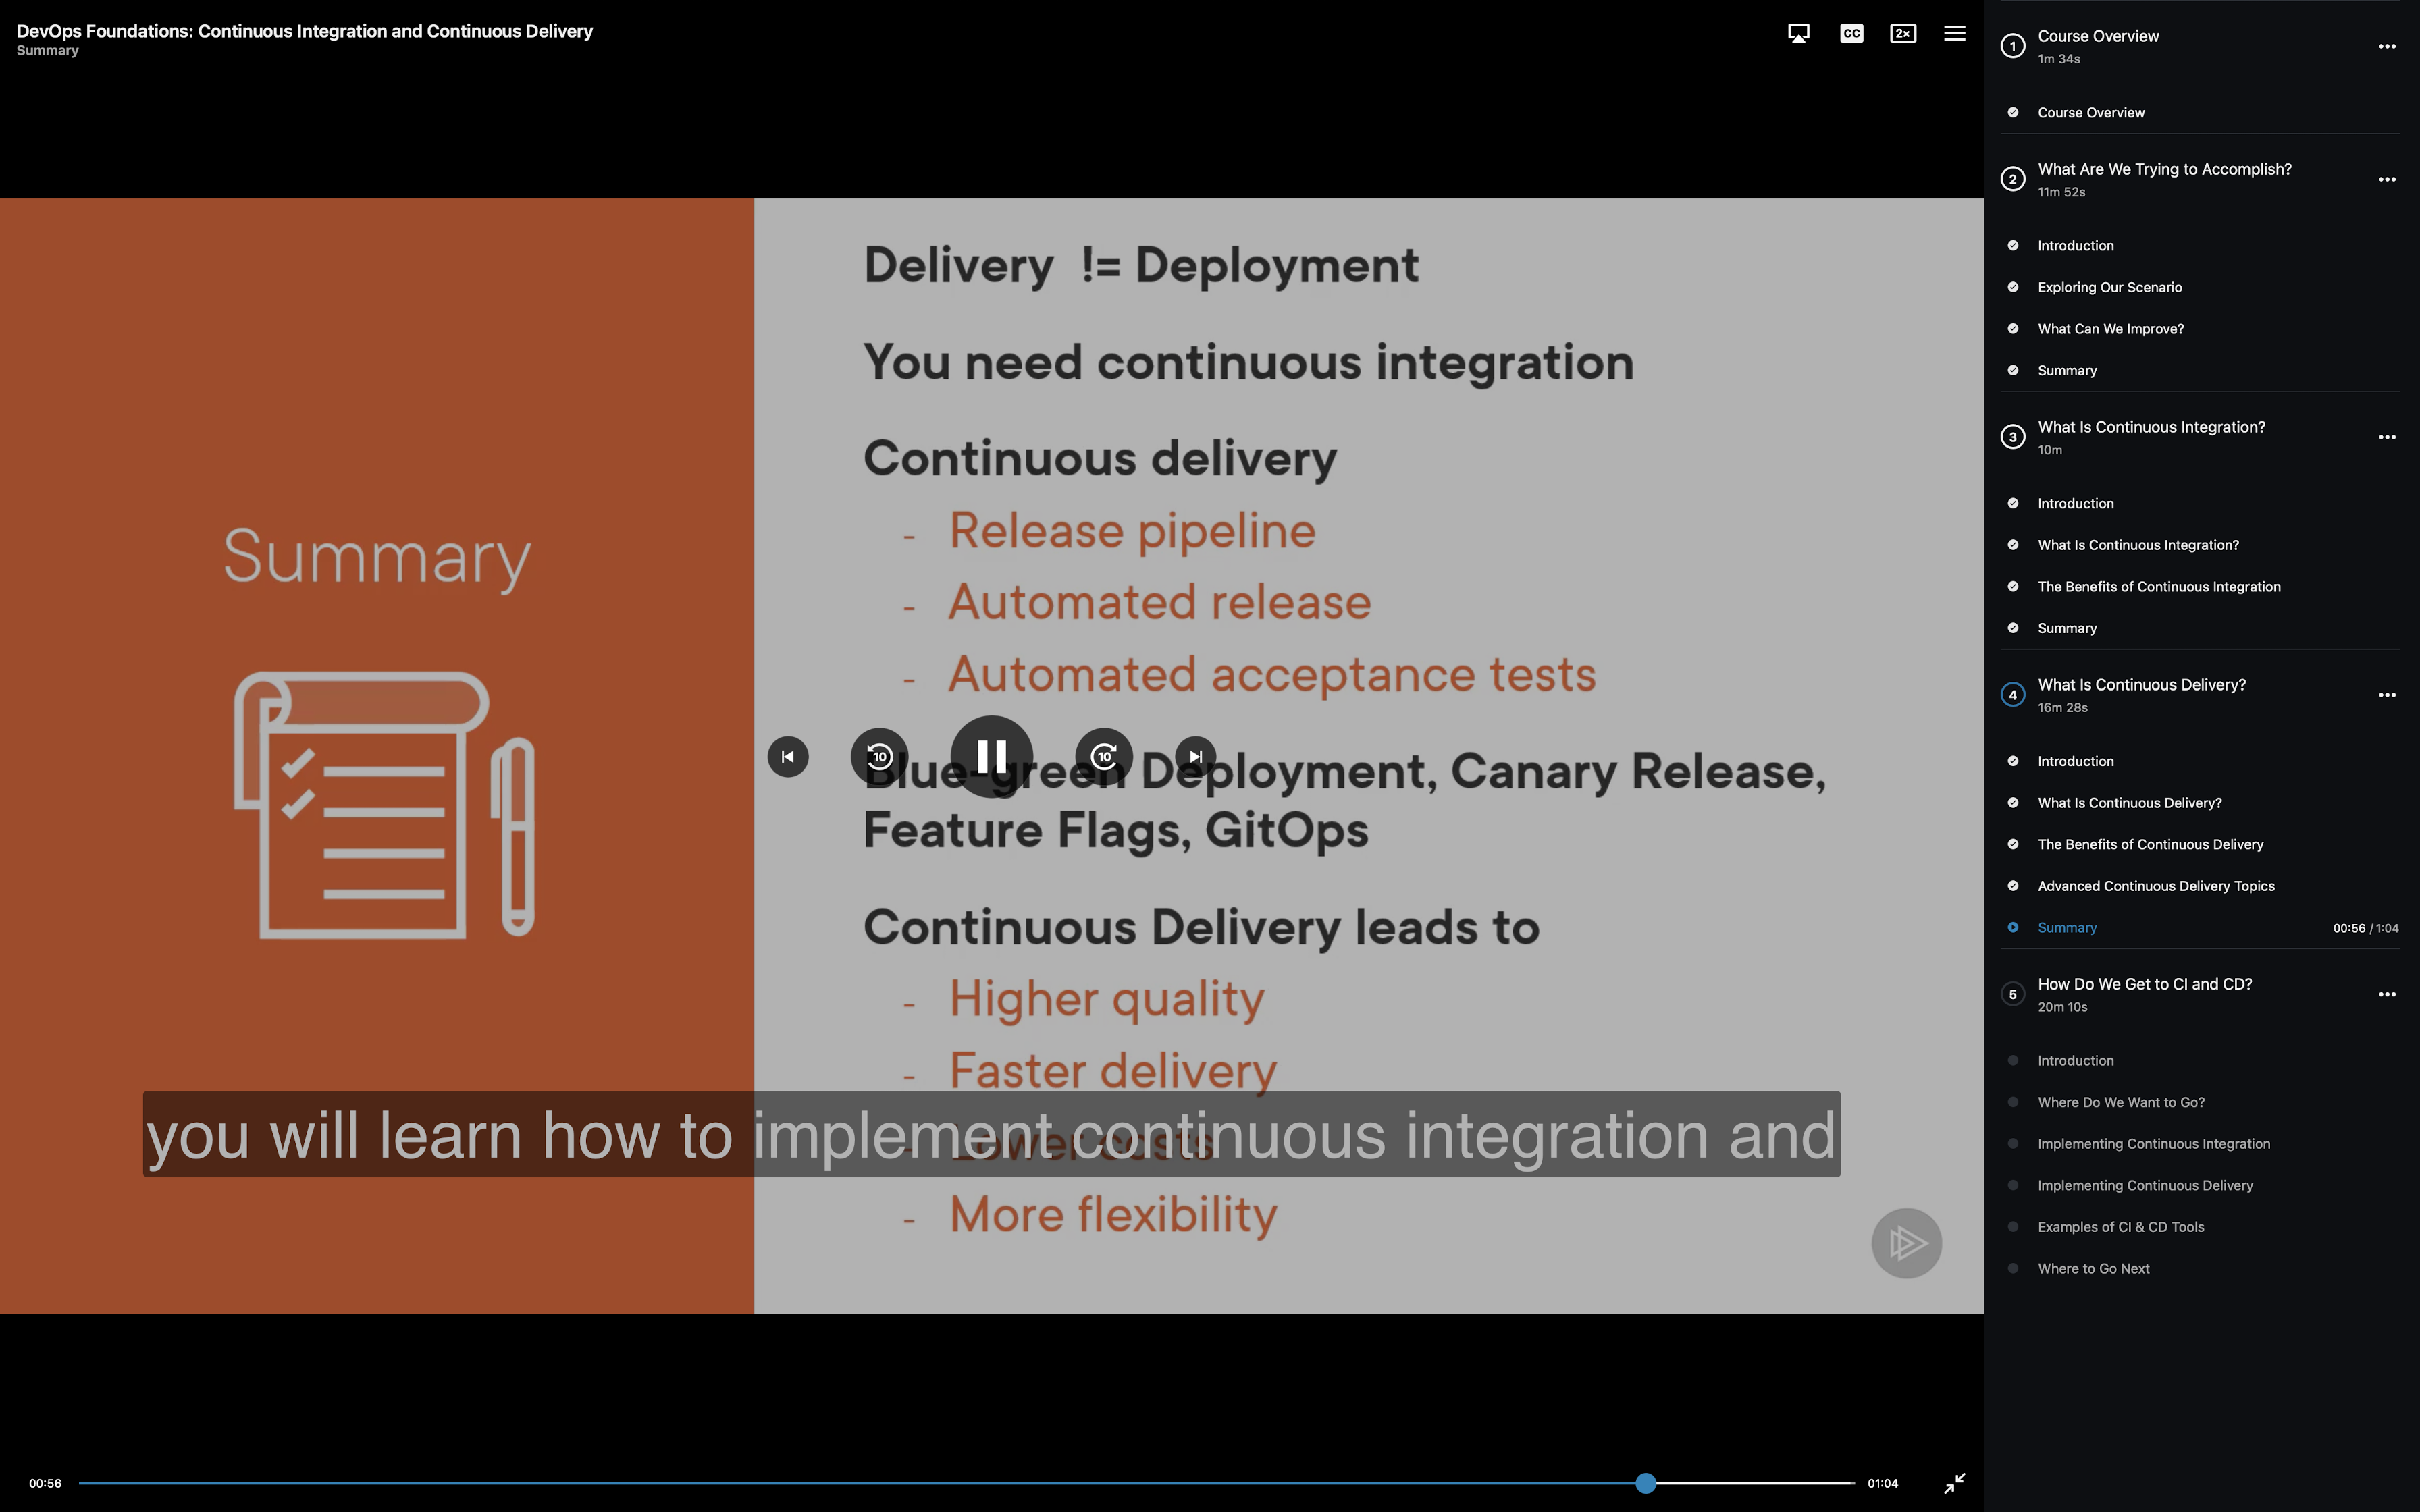 DevOps Foundations: Continuous Integration and Continuous Delivery
Summary
CC
2×
Summary
Delivery != Deployment
You need continuous integration
Continuous delivery
- Release pipeline
- Automated release
- Automated acceptance tests
Blue-green Deployment, Canary Release,
Feature Flags, GitOps
Continuous Delivery leads to
- Higher quality
- Faster delivery
- Lower costs
- More flexibility
10
10
you will learn how to implement continuous integration and
00:56
01:04
1
Course Overview
1m 34s
Course Overview
2
What Are We Trying to Accomplish?
11m 52s
Introduction
Exploring Our Scenario
What Can We Improve?
Summary
3
What Is Continuous Integration?
10m
Introduction
What Is Continuous Integration?
The Benefits of Continuous Integration
Summary
4
What Is Continuous Delivery?
16m 28s
Introduction
What Is Continuous Delivery?
The Benefits of Continuous Delivery
Advanced Continuous Delivery Topics
Summary 00:56 / 1:04
5
How Do We Get to CI and CD?
20m 10s
Introduction
Where Do We Want to Go?
Implementing Continuous Integration
Implementing Continuous Delivery
Examples of CI & CD Tools
Where to Go Next